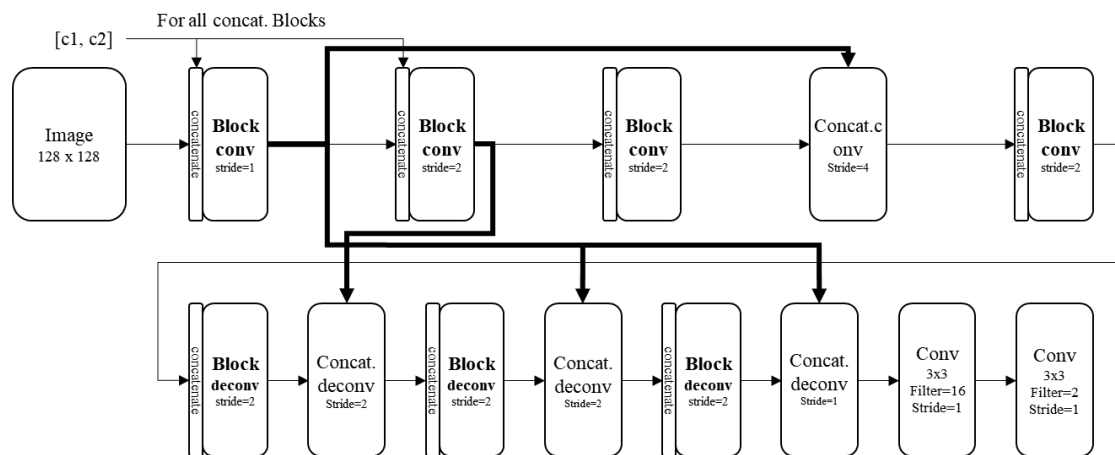 For all concat. Blocks
[c1, c2]
Image
128 x 128
concatenate
Block
conv
stride=1
concatenate
Block
conv
stride=2
concatenate
Block
conv
stride=2
Concat.c
onv
Stride=4
concatenate
Block
conv
stride=2
concatenate
Block
deconv
stride=2
Concat.
deconv
Stride=2
concatenate
Block
deconv
stride=2
Concat.
deconv
Stride=2
concatenate
Block
deconv
stride=2
Concat.
deconv
Stride=1
Conv
3x3
Filter=16
Stride=1
Conv
3x3
Filter=2
Stride=1